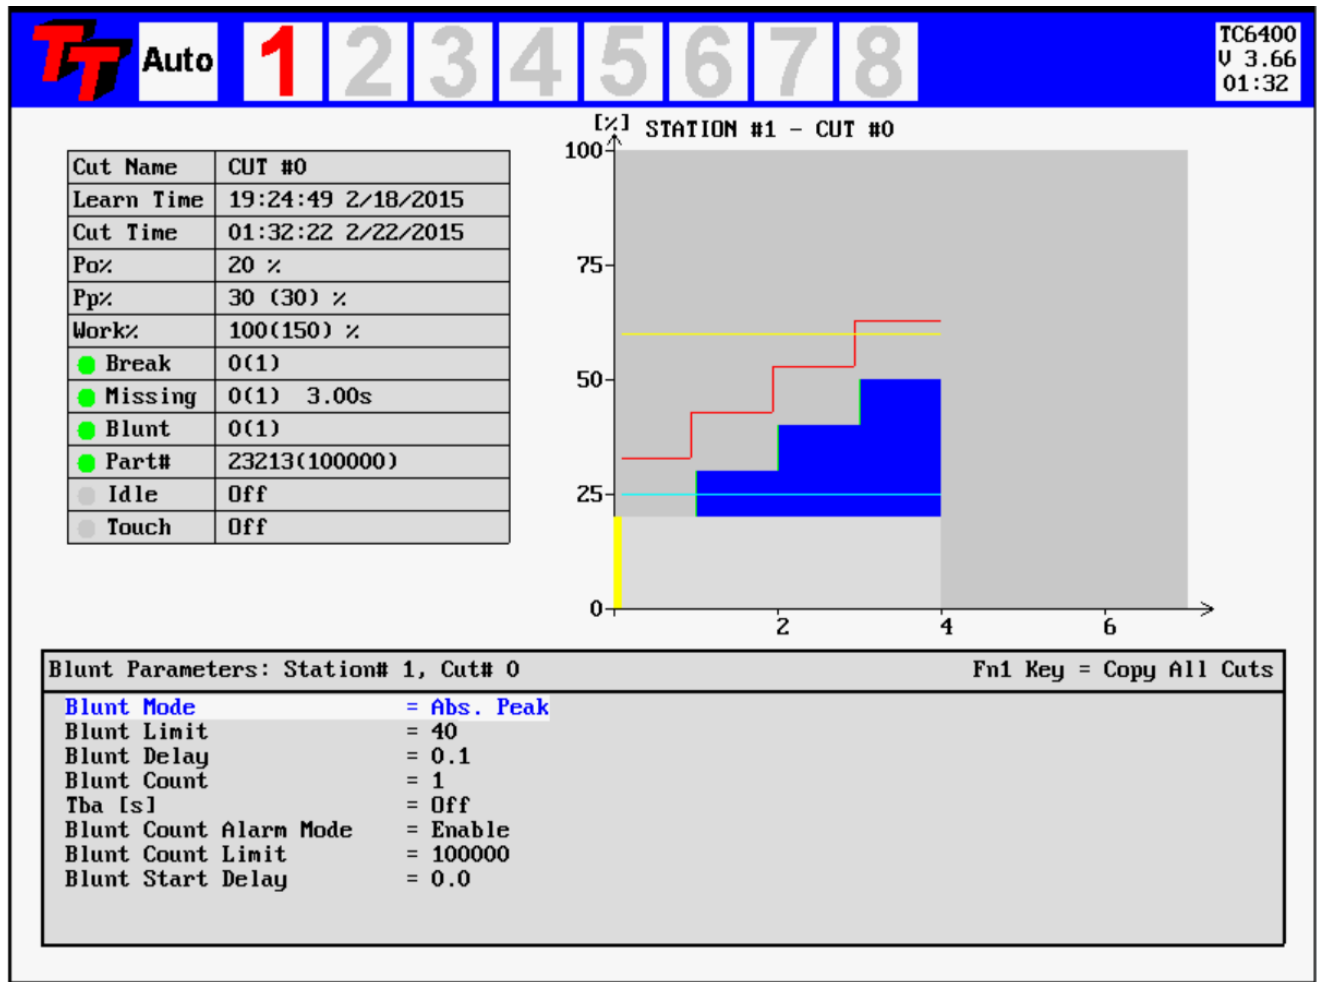 TT Auto 1 2 3 4 5 6 7 8
TC6400
V 3.66
01:32
Cut Name CUT #0
Learn Time 19:24:49 2/18/2015
Cut Time 01:32:22 2/22/2015
Po% 20 %
Pp% 30 (30) %
Work% 100(150) %
Break 0(1)
Missing 0(1) 3.00s
Blunt 0(1)
Part# 23213(100000)
Idle Off
Touch Off
[%] STATION #1 - CUT #0
100
75
50
25
0
2 4 6
Blunt Parameters: Station# 1, Cut# 0 Fn1 Key = Copy All Cuts
Blunt Mode = Abs. Peak
Blunt Limit = 40
Blunt Delay = 0.1
Blunt Count = 1
Tba [s] = Off
Blunt Count Alarm Mode = Enable
Blunt Count Limit = 100000
Blunt Start Delay = 0.0